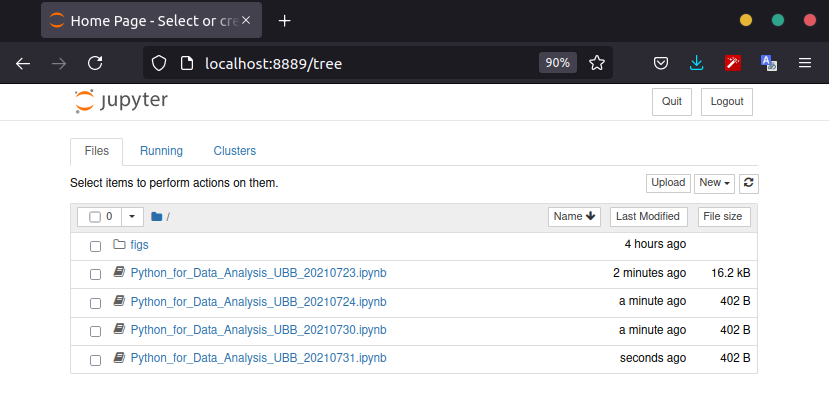 Home Page - Select or cre
localhost:8889/tree
90%
jupyter
Quit
Logout
Files
Running
Clusters
Select items to perform actions on them.
Upload
New
0
/
Name
Last Modified
File size
figs
4 hours ago
Python_for_Data_Analysis_UBB_20210723.ipynb
2 minutes ago
16.2 kB
Python_for_Data_Analysis_UBB_20210724.ipynb
a minute ago
402 B
Python_for_Data_Analysis_UBB_20210730.ipynb
a minute ago
402 B
Python_for_Data_Analysis_UBB_20210731.ipynb
seconds ago
402 B